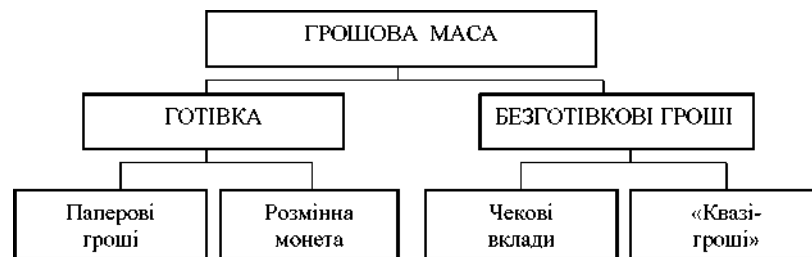 ГРОШОВА МАСА
ГОТІВКА
БЕЗГОТІВКОВІ ГРОШІ
Паперові
гроші
Розмінна
монета
Чекові
вклади
«Квазі-
гроші»